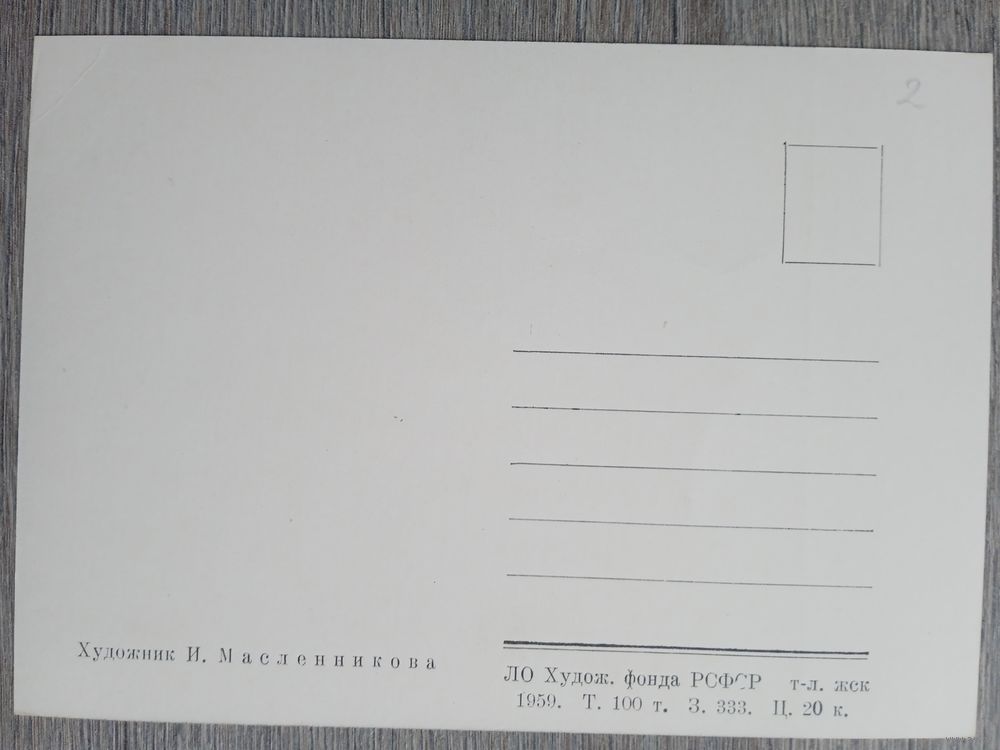 2
Художник И. Масленникова
ЛО Худож. фонда РСФСР т-л. жск
1959. Т. 100 т. З. 333. Ц. 20 к.